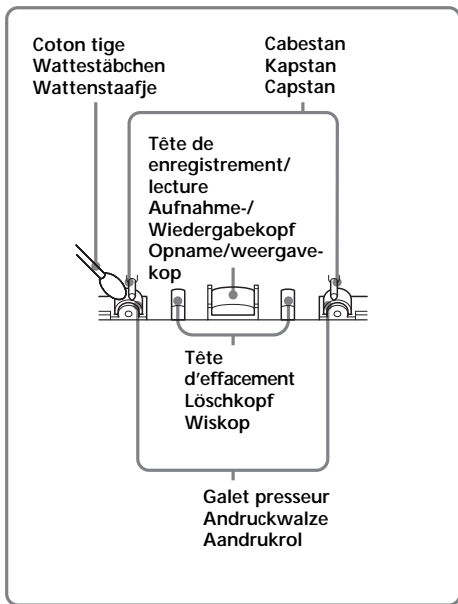 Coton tige
Wattestäbchen
Wattenstaafje
Cabestan
Kapstan
Capstan
Tête de
enregistrement/
lecture
Aufnahme-/
Wiedergabekopf
Opname/weergave-
kop
Tête
d'effacement
Löschkopf
Wiskop
Galet presseur
Andruckwalze
Aandrukrol